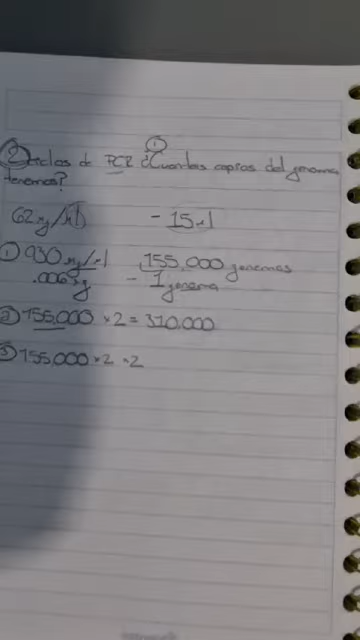 ①
② ciclos de PCR ¿Cuantas copias del genoma
tenemos?
62 ng/µl - 15 µl
① 930 ng/µl 155,000 genomas
.006 ng - 1 genoma
② 155,000 × 2 = 310,000
③ 155,000 × 2 × 2